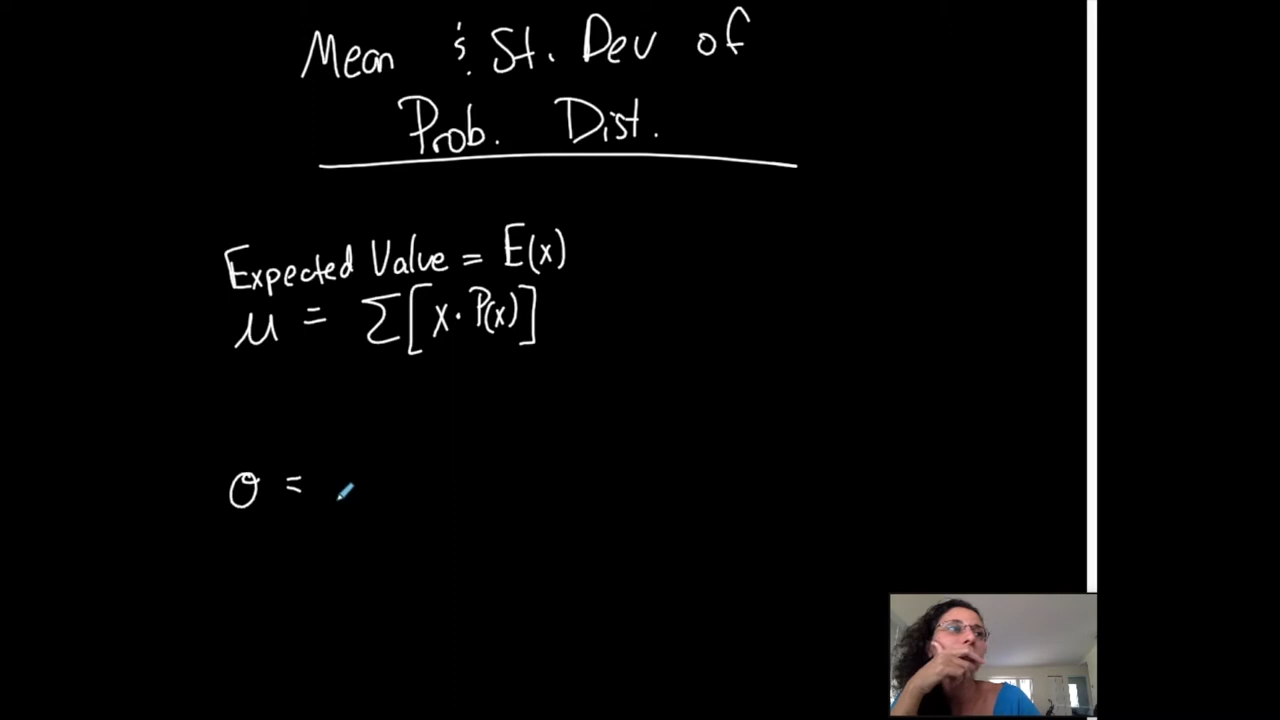 Mean & St. Dev of
Prob. Dist.
Expected Value = E(x)
μ = Σ[x · P(x)]
σ =